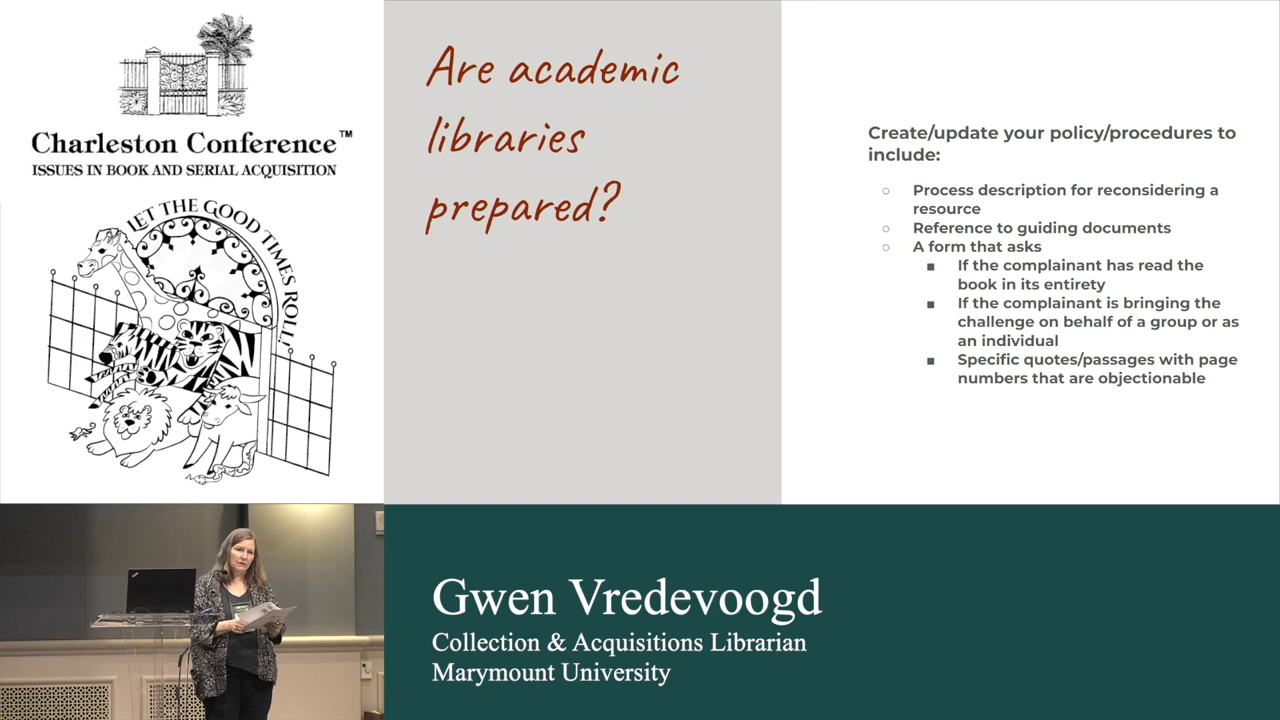 Charleston Conference™
ISSUES IN BOOK AND SERIAL ACQUISITION
LET THE GOOD TIMES ROLL!
Are academic
libraries
prepared?
Create/update your policy/procedures to
include:
○ Process description for reconsidering a
resource
○ Reference to guiding documents
○ A form that asks
■ If the complainant has read the
book in its entirety
■ If the complainant is bringing the
challenge on behalf of a group or as
an individual
■ Specific quotes/passages with page
numbers that are objectionable
Gwen Vredevoogd
Collection & Acquisitions Librarian
Marymount University